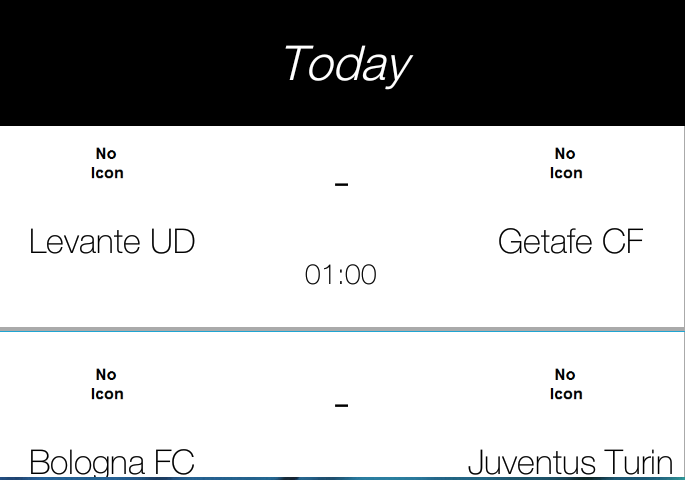 Today
No No
Icon Icon
–
Levante UD Getafe CF
01:00
No No
Icon Icon
–
Bologna FC Juventus Turin